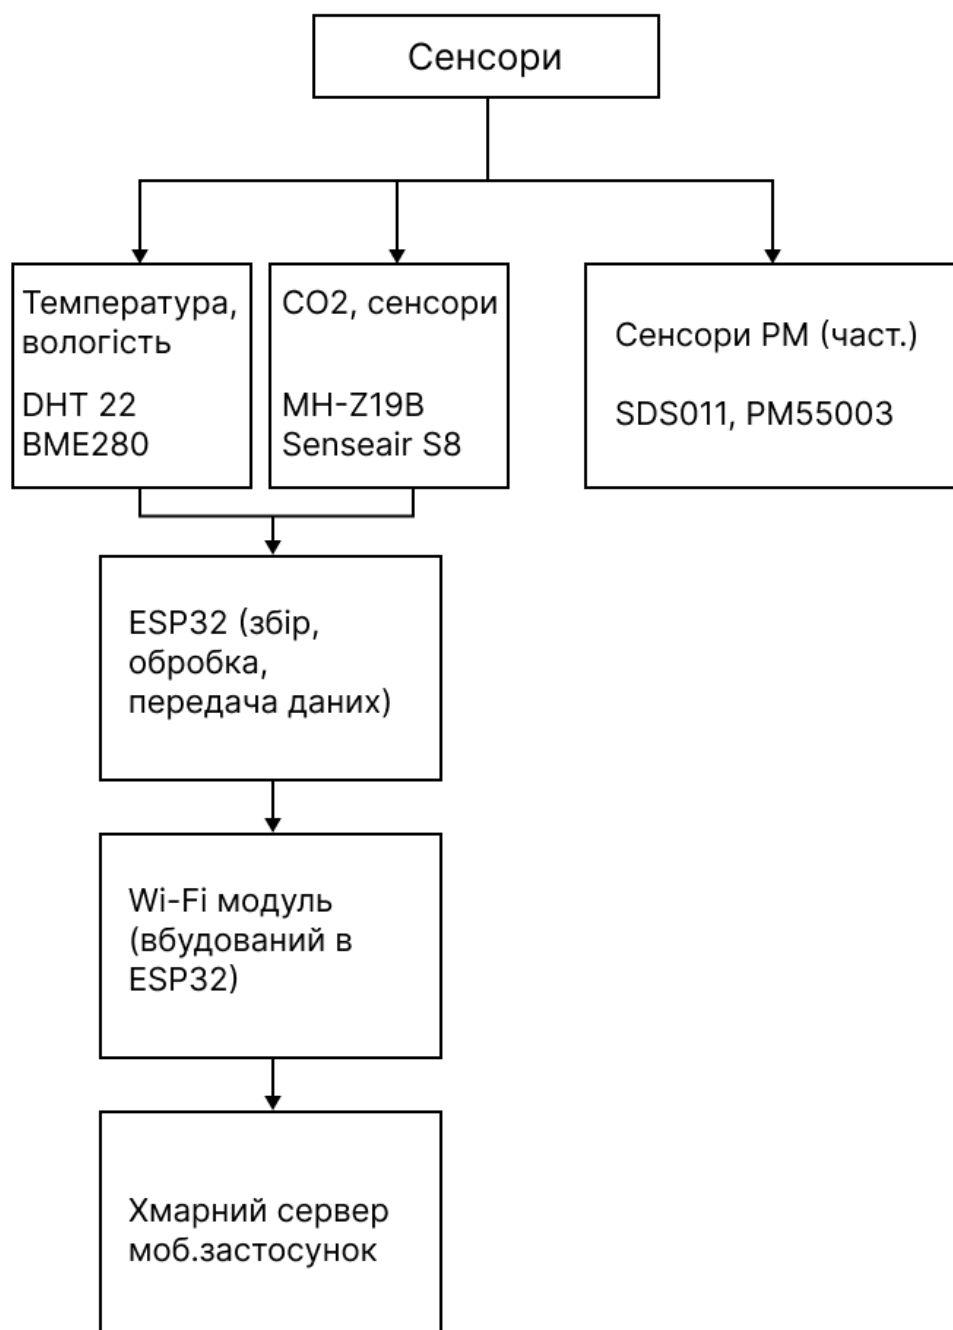 Сенсори
Температура,
вологість
DHT 22
BME280
CO2, сенсори
MH-Z19B
Senseair S8
Сенсори PM (част.)
SDS011, PM55003
ESP32 (збір,
обробка,
передача даних)
Wi-Fi модуль
(вбудований в
ESP32)
Хмарний сервер
моб.застосунок